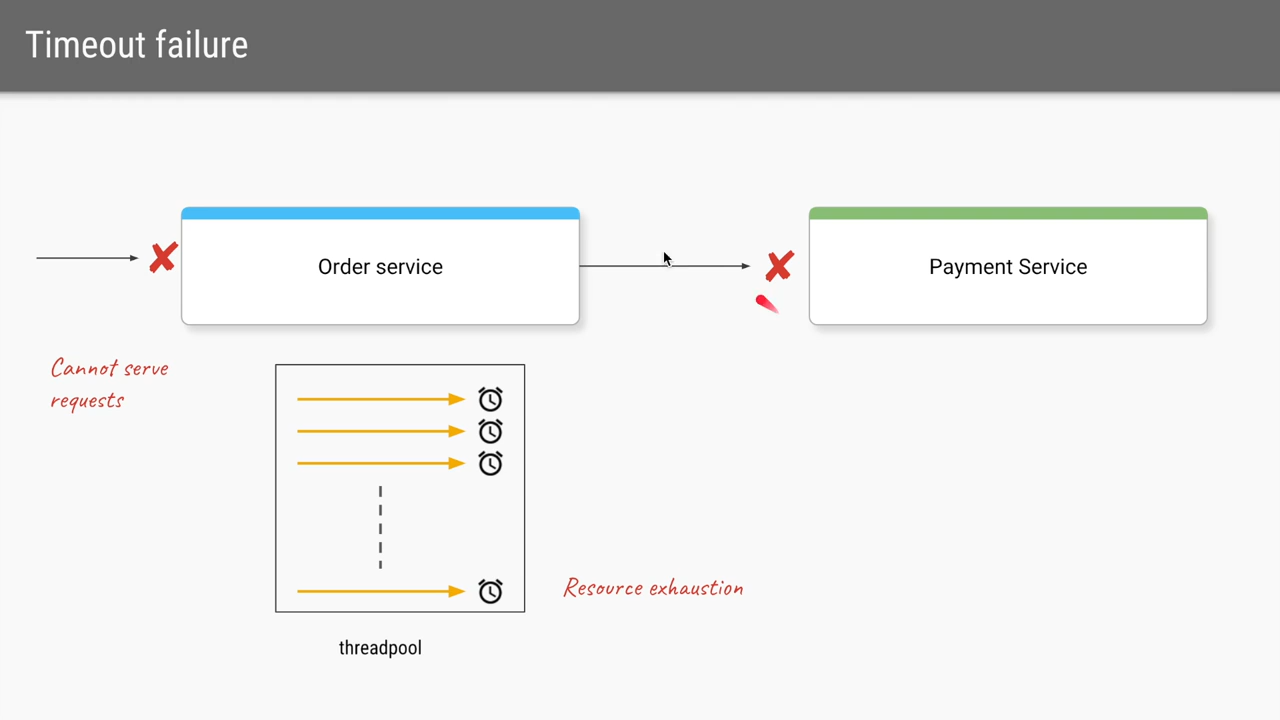 Timeout failure
Order service
Payment Service
Cannot serve
requests
Resource exhaustion
threadpool